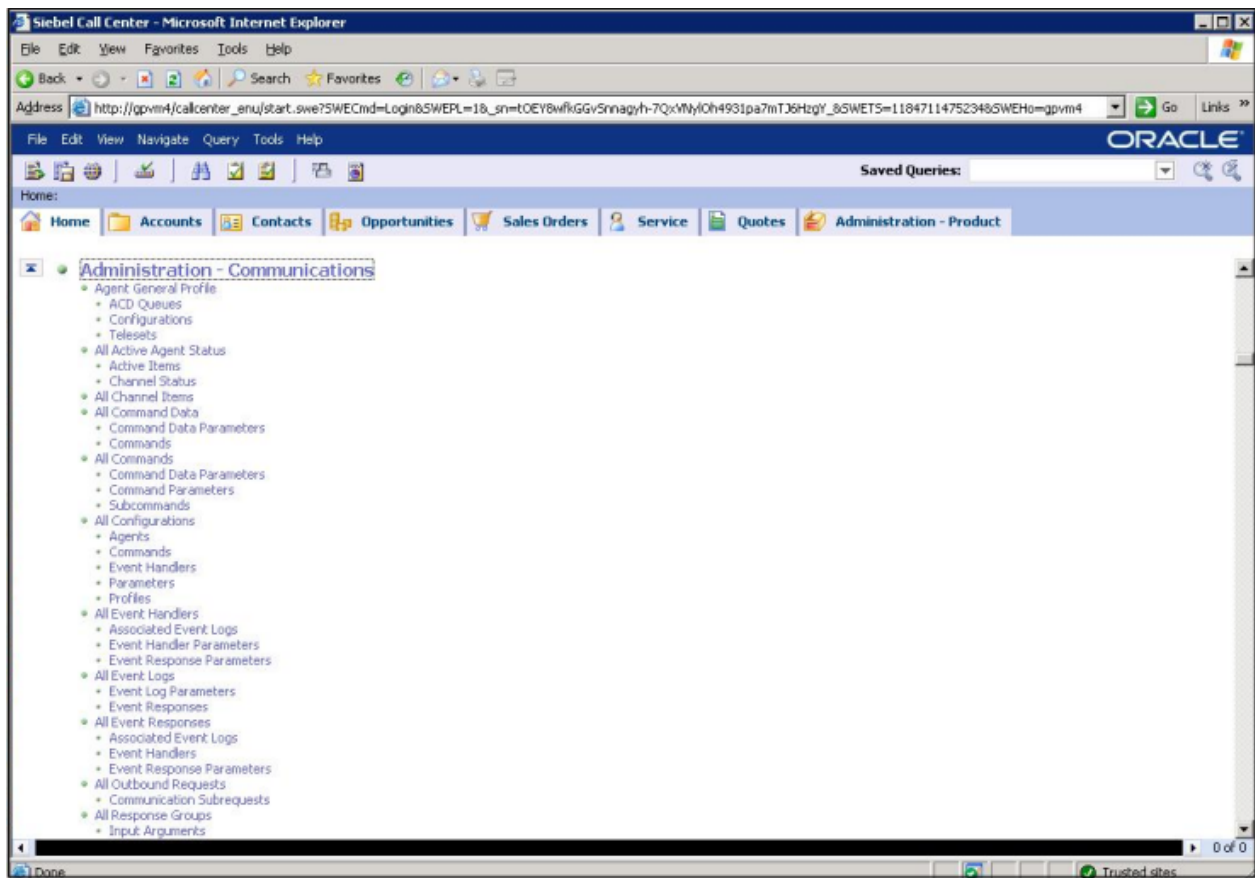 Siebel Call Center - Microsoft Internet Explorer
File Edit View Favorites Tools Help
Back Search Favorites
Address http://gpvm4/callcenter_enu/start.swe?SWECmd=Login&SWEPL=1&_sn=tOEY8wfkGGvSnnagyh-7QxVNylOh4931pa7mTJ6HzgY_&SWETS=1184711475234&SWEHo=gpvm4 Go Links »
File Edit View Navigate Query Tools Help ORACLE
Saved Queries:
Home:
Home Accounts Contacts Opportunities Sales Orders Service Quotes Administration - Product
Administration - Communications
Agent General Profile
ACD Queues
Configurations
Telesets
All Active Agent Status
Active Items
Channel Status
All Channel Items
All Command Data
Command Data Parameters
Commands
All Commands
Command Data Parameters
Command Parameters
Subcommands
All Configurations
Agents
Commands
Event Handlers
Parameters
Profiles
All Event Handlers
Associated Event Logs
Event Handler Parameters
Event Response Parameters
All Event Logs
Event Log Parameters
Event Responses
All Event Responses
Associated Event Logs
Event Handlers
Event Response Parameters
All Outbound Requests
Communication Subrequests
All Response Groups
Input Arguments
0 of 0
Done Trusted sites